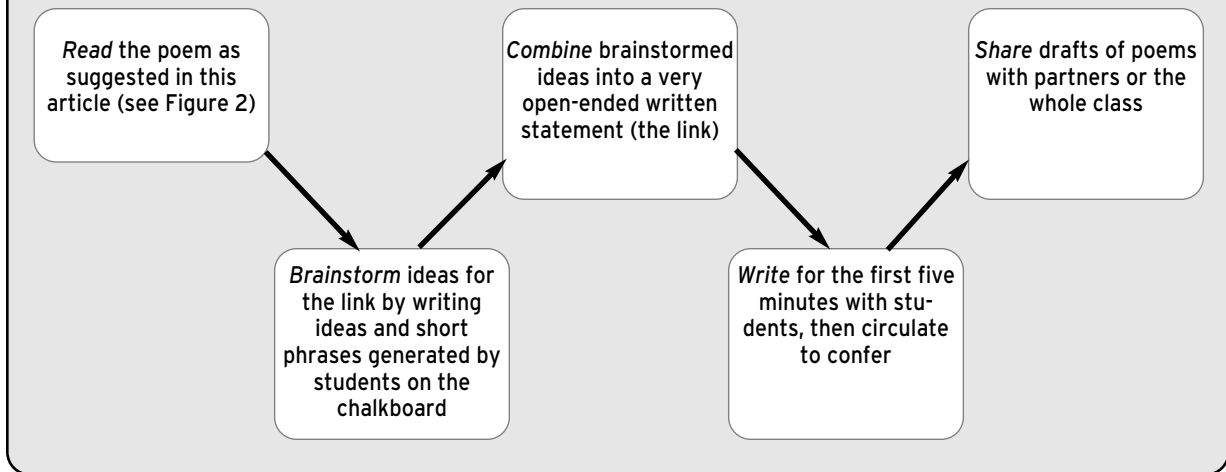 Read the poem as
suggested in this
article (see Figure 2)
Brainstorm ideas for
the link by writing
ideas and short
phrases generated by
students on the
chalkboard
Combine brainstormed
ideas into a very
open-ended written
statement (the link)
Write for the first five
minutes with stu-
dents, then circulate
to confer
Share drafts of poems
with partners or the
whole class